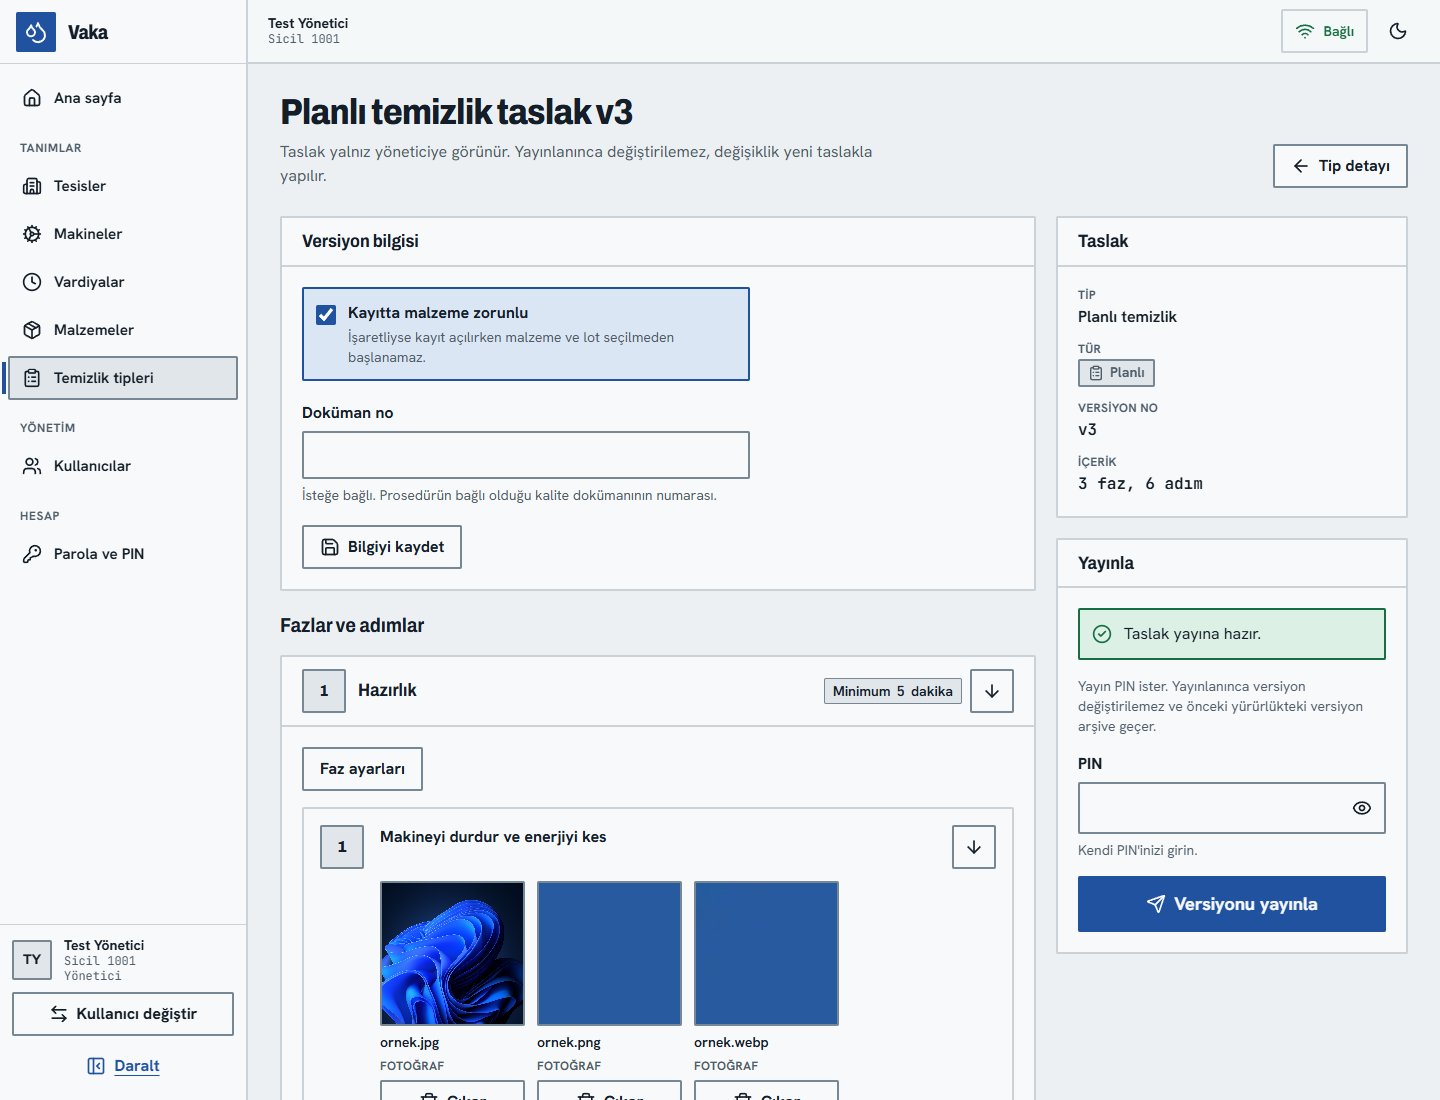 Vaka
Test Yönetici
Sicil 1001
Bağlı
Ana sayfa
TANIMLAR
Tesisler
Makineler
Vardiyalar
Malzemeler
Temizlik tipleri
YÖNETİM
Kullanıcılar
HESAP
Parola ve PIN
TY
Test Yönetici
Sicil 1001
Yönetici
Kullanıcı değiştir
Daralt
Planlı temizlik taslak v3
Taslak yalnız yöneticiye görünür. Yayınlanınca değiştirilemez, değişiklik yeni taslakla
yapılır.
Tip detayı
Versiyon bilgisi
Kayıtta malzeme zorunlu
İşaretliyse kayıt açılırken malzeme ve lot seçilmeden
başlanamaz.
Doküman no
İsteğe bağlı. Prosedürün bağlı olduğu kalite dokümanının numarası.
Bilgiyi kaydet
Fazlar ve adımlar
1
Hazırlık
Minimum 5 dakika
Faz ayarları
1
Makineyi durdur ve enerjiyi kes
ornek.jpg
FOTOĞRAF
Çıkar
ornek.png
FOTOĞRAF
Çıkar
ornek.webp
FOTOĞRAF
Çıkar
Taslak
TİP
Planlı temizlik
TÜR
Planlı
VERSİYON NO
v3
İÇERİK
3 faz, 6 adım
Yayınla
Taslak yayına hazır.
Yayın PIN ister. Yayınlanınca versiyon
değiştirilemez ve önceki yürürlükteki versiyon
arşive geçer.
PIN
Kendi PIN'inizi girin.
Versiyonu yayınla